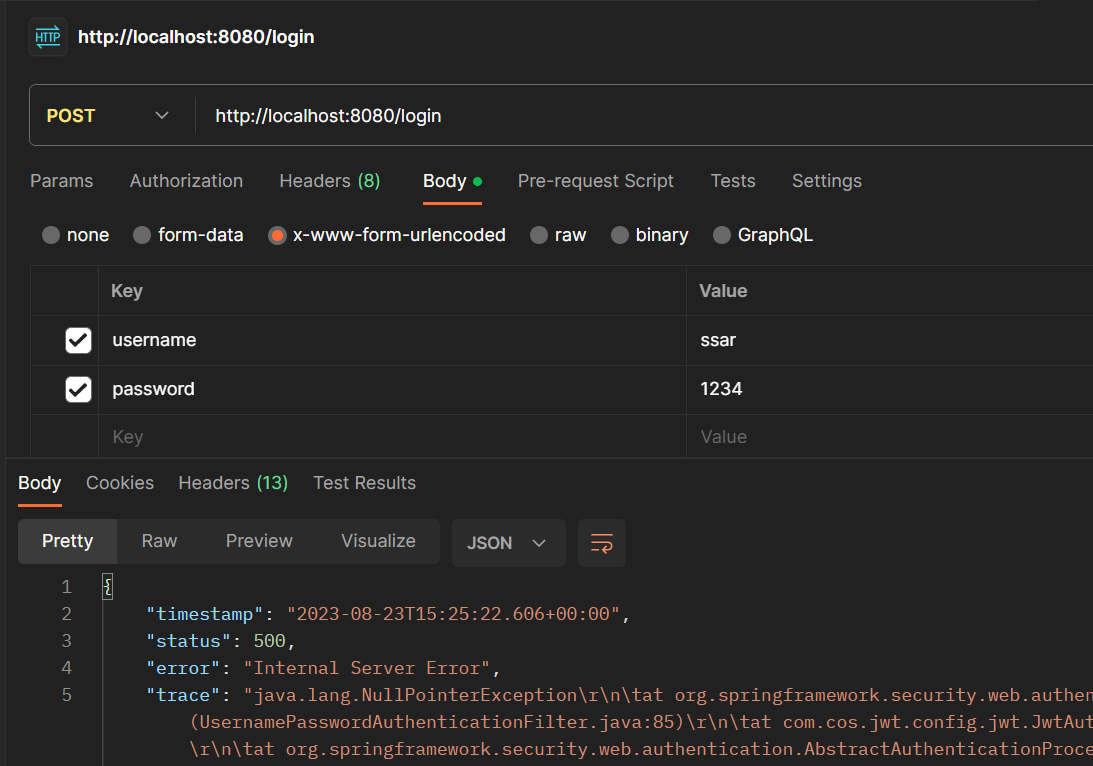 HTTP http://localhost:8080/login
POST http://localhost:8080/login
Params Authorization Headers (8) Body Pre-request Script Tests Settings
none form-data x-www-form-urlencoded raw binary GraphQL
Key Value
username ssar
password 1234
Key Value
Body Cookies Headers (13) Test Results
Pretty Raw Preview Visualize JSON
1 {
2 "timestamp": "2023-08-23T15:25:22.606+00:00",
3 "status": 500,
4 "error": "Internal Server Error",
5 "trace": "java.lang.NullPointerException\r\n\tat org.springframework.security.web.authen
(UsernamePasswordAuthenticationFilter.java:85)\r\n\tat com.cos.jwt.config.jwt.JwtAut
\r\n\tat org.springframework.security.web.authentication.AbstractAuthenticationProce